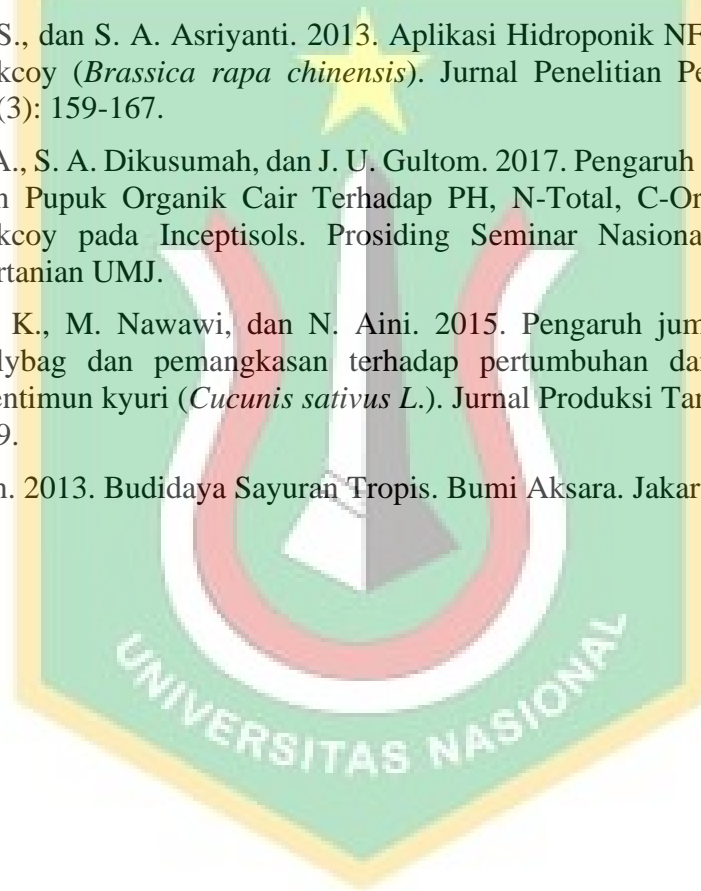 S., dan S. A. Asriyanti. 2013. Aplikasi Hidroponik NF
kcoy (Brassica rapa chinensis). Jurnal Penelitian Pe
(3): 159-167.
A., S. A. Dikusumah, dan J. U. Gultom. 2017. Pengaruh
n Pupuk Organik Cair Terhadap PH, N-Total, C-Or
kcoy pada Inceptisols. Prosiding Seminar Nasiona
rtanian UMJ.
K., M. Nawawi, dan N. Aini. 2015. Pengaruh jum
lybag dan pemangkasan terhadap pertumbuhan da
entimun kyuri (Cucunis sativus L.). Jurnal Produksi Tan
9.
n. 2013. Budidaya Sayuran Tropis. Bumi Aksara. Jakar
UNIVERSITAS NASIONAL